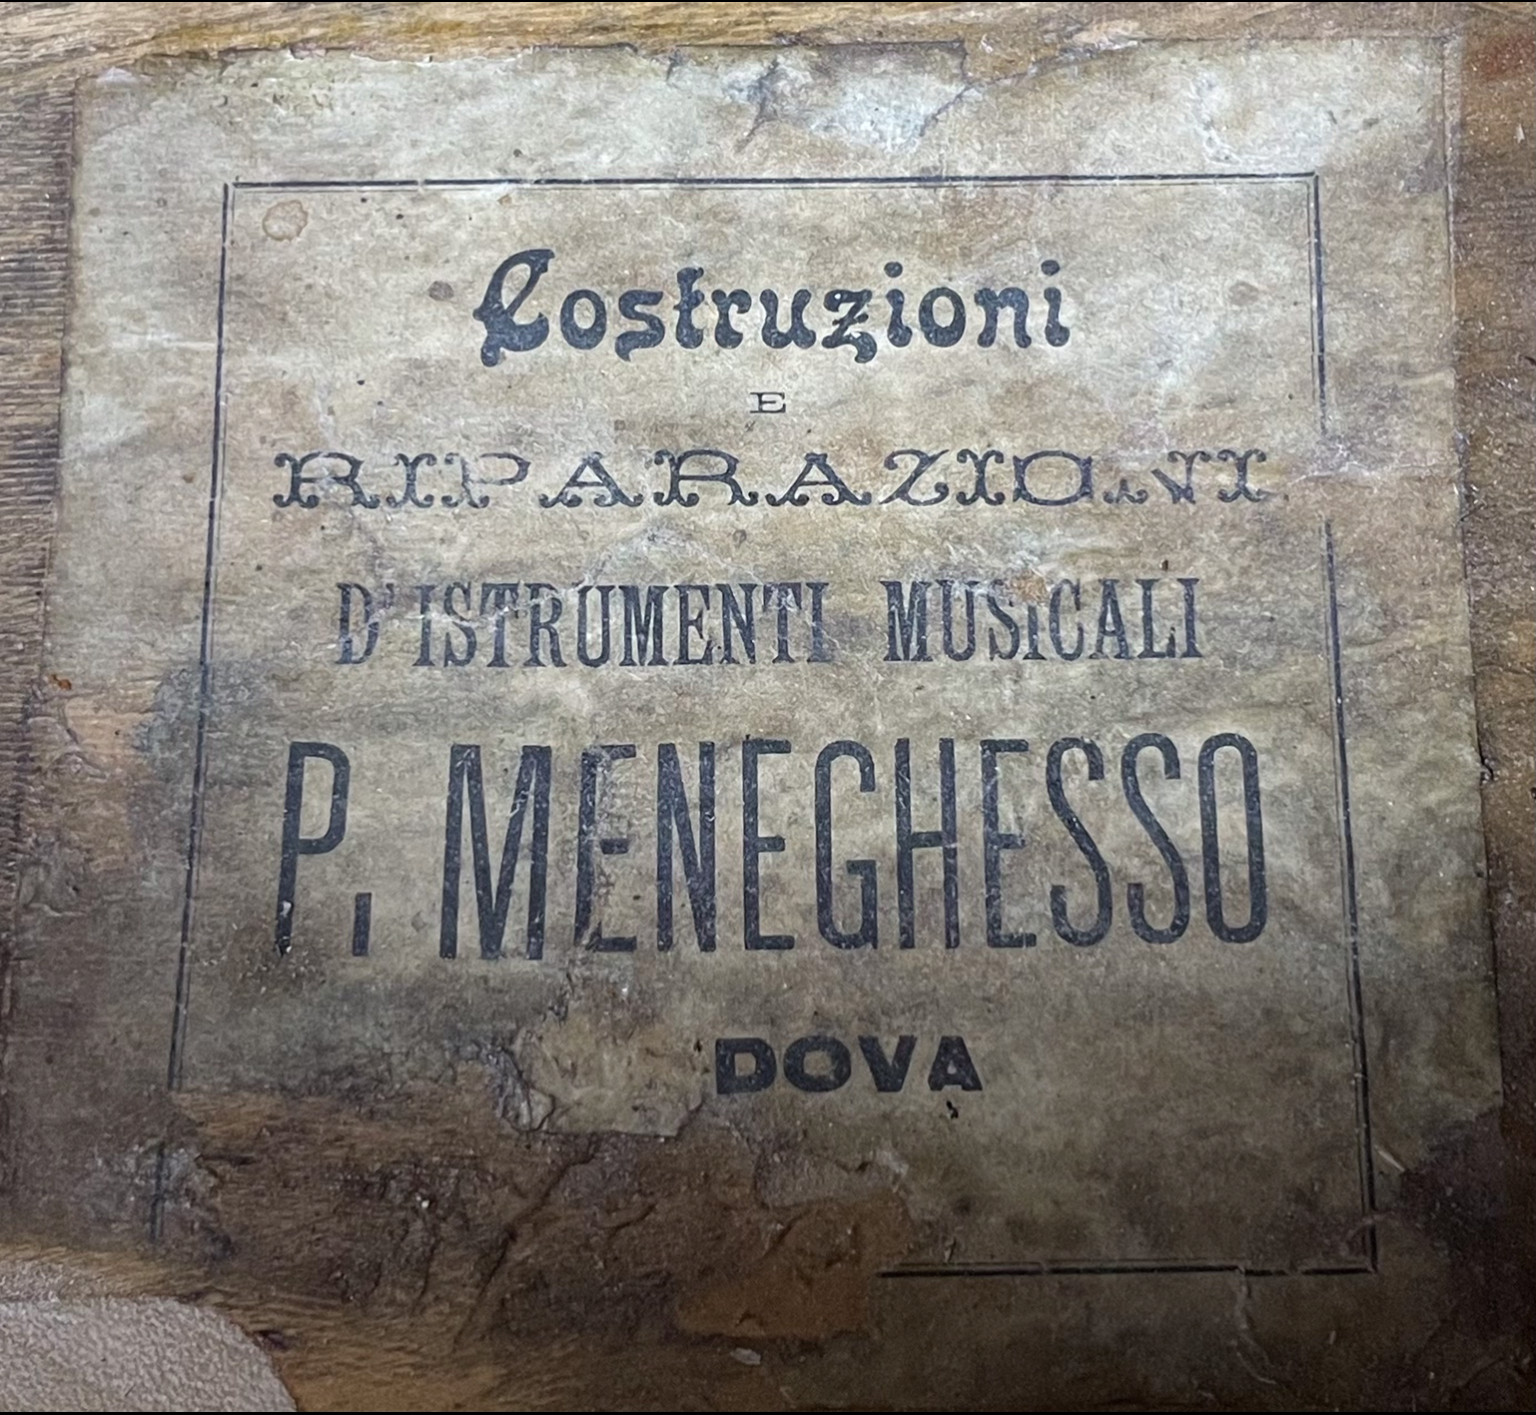 Costruzioni
E
RIPARAZIONI
D'ISTRUMENTI MUSICALI
P. MENEGHESSO
DOVA